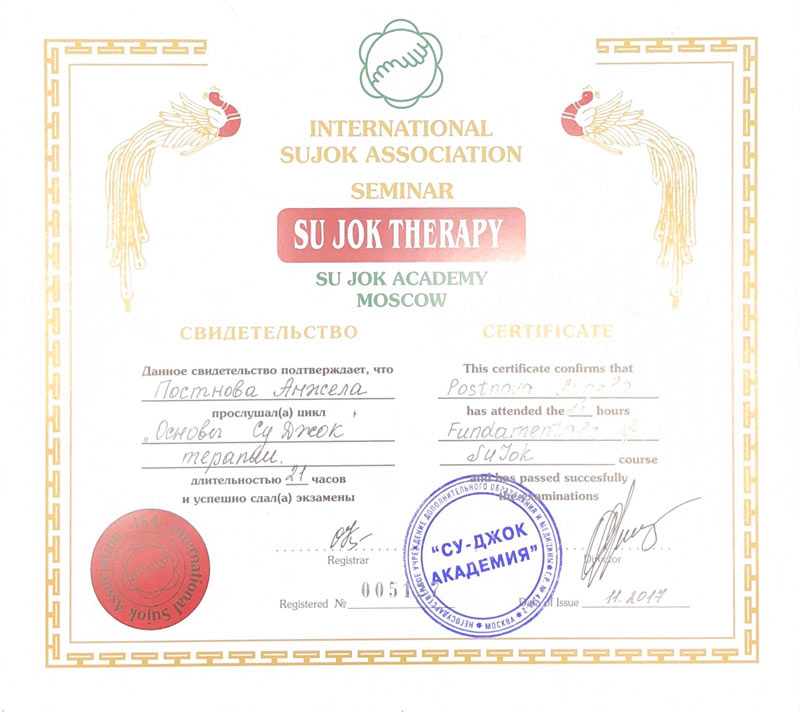 INTERNATIONAL
SUJOK ASSOCIATION
SEMINAR
SU JOK THERAPY
SU JOK ACADEMY
MOSCOW
СВИДЕТЕЛЬСТВО
Данное свидетельство подтверждает, что
Постнова Анжела
прослушал(а) цикл
„Основы Су Джок
терапии.
длительностью 21 часов
и успешно сдал(а) экзамены
CERTIFICATE
This certificate confirms that
Postnova
has attended the hours
Fundamentals of
SuJok course
and has passed succesfully
the examinations
Registrar
Director
Registered №
Date of Issue 11.2017
International Sujok Association -ISA-
"СУ-ДЖОК
АКАДЕМИЯ"
НЕГОСУДАРСТВЕННОЕ УЧРЕЖДЕНИЕ ДОПОЛНИТЕЛЬНОГО ОБРАЗОВАНИЯ И МЕДИЦИНЫ
МОСКВА